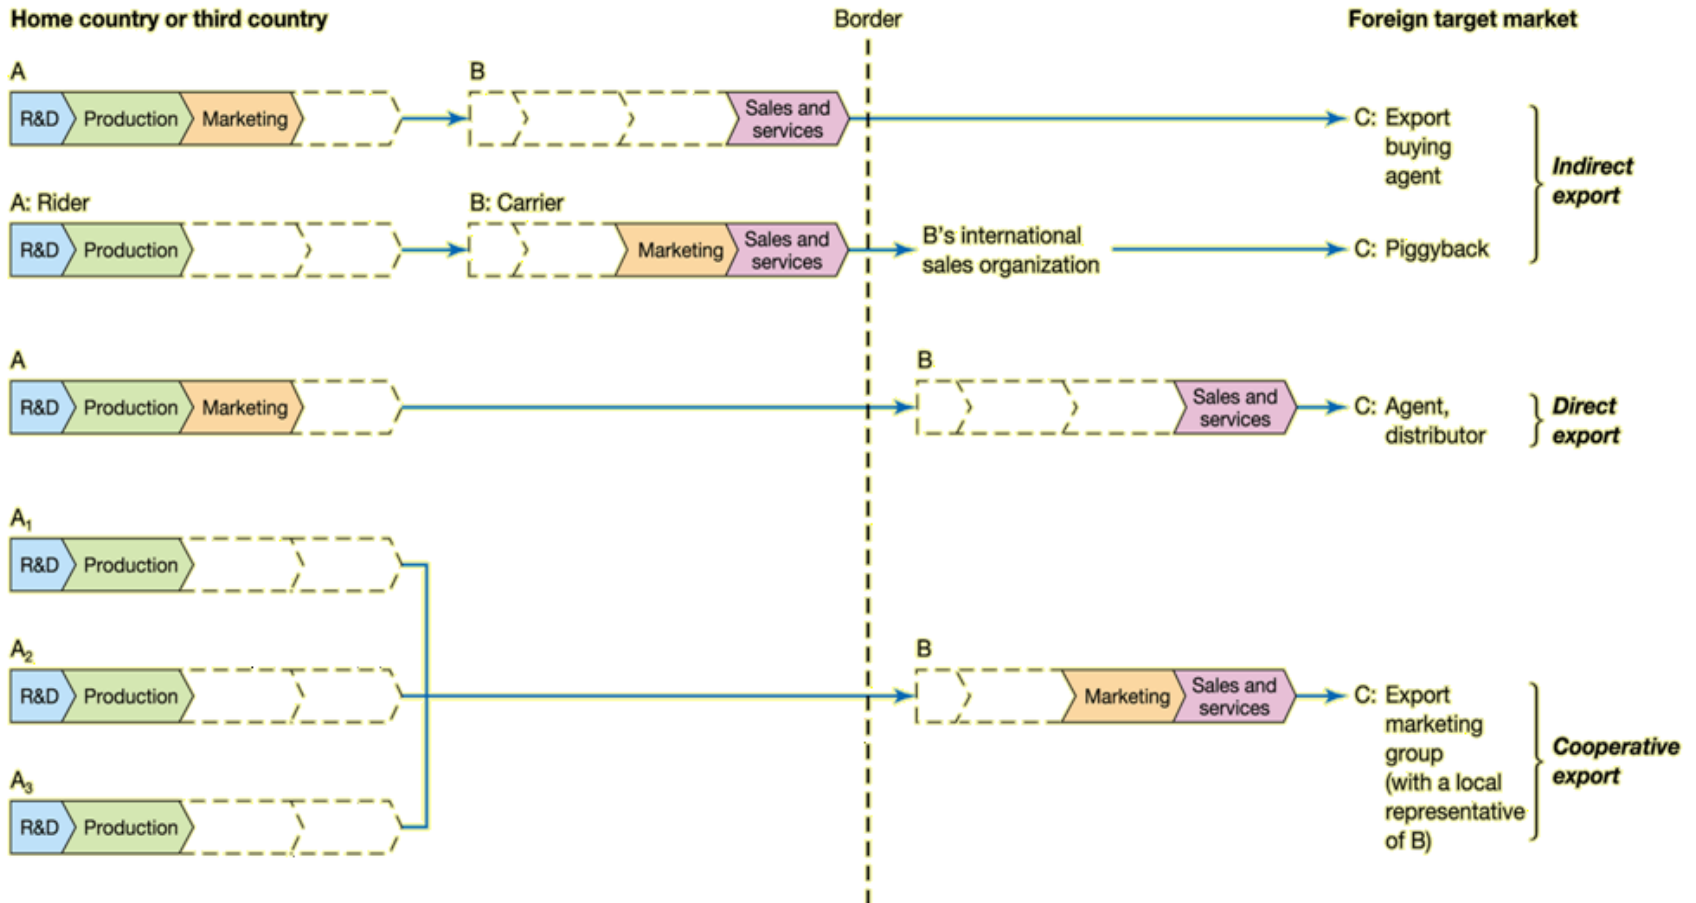 Home country or third country
Border
Foreign target market
A
B
R&D
Production
Marketing
Sales and
services
C: Export
buying
agent
Indirect
export
A: Rider
B: Carrier
R&D
Production
Marketing
Sales and
services
B's international
sales organization
C: Piggyback
A
B
R&D
Production
Marketing
Sales and
services
C: Agent,
distributor
Direct
export
A₁
R&D
Production
A₂
B
R&D
Production
Marketing
Sales and
services
C: Export
marketing
group
(with a local
representative
of B)
Cooperative
export
A₃
R&D
Production